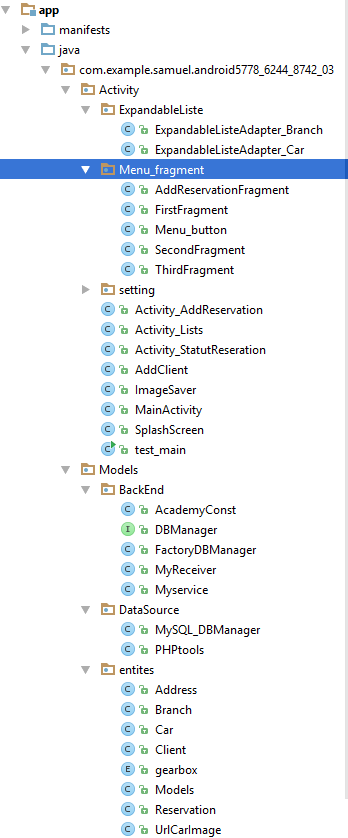 app
manifests
java
com.example.samuel.android5778_6244_8742_03
Activity
ExpandableListe
ExpandableListeAdapter_Branch
ExpandableListeAdapter_Car
Menu_fragment
AddReservationFragment
FirstFragment
Menu_button
SecondFragment
ThirdFragment
setting
Activity_AddReservation
Activity_Lists
Activity_StatutReseration
AddClient
ImageSaver
MainActivity
SplashScreen
test_main
Models
BackEnd
AcademyConst
DBManager
FactoryDBManager
MyReceiver
Myservice
DataSource
MySQL_DBManager
PHPtools
entites
Address
Branch
Car
Client
gearbox
Models
Reservation
UrlCarImage